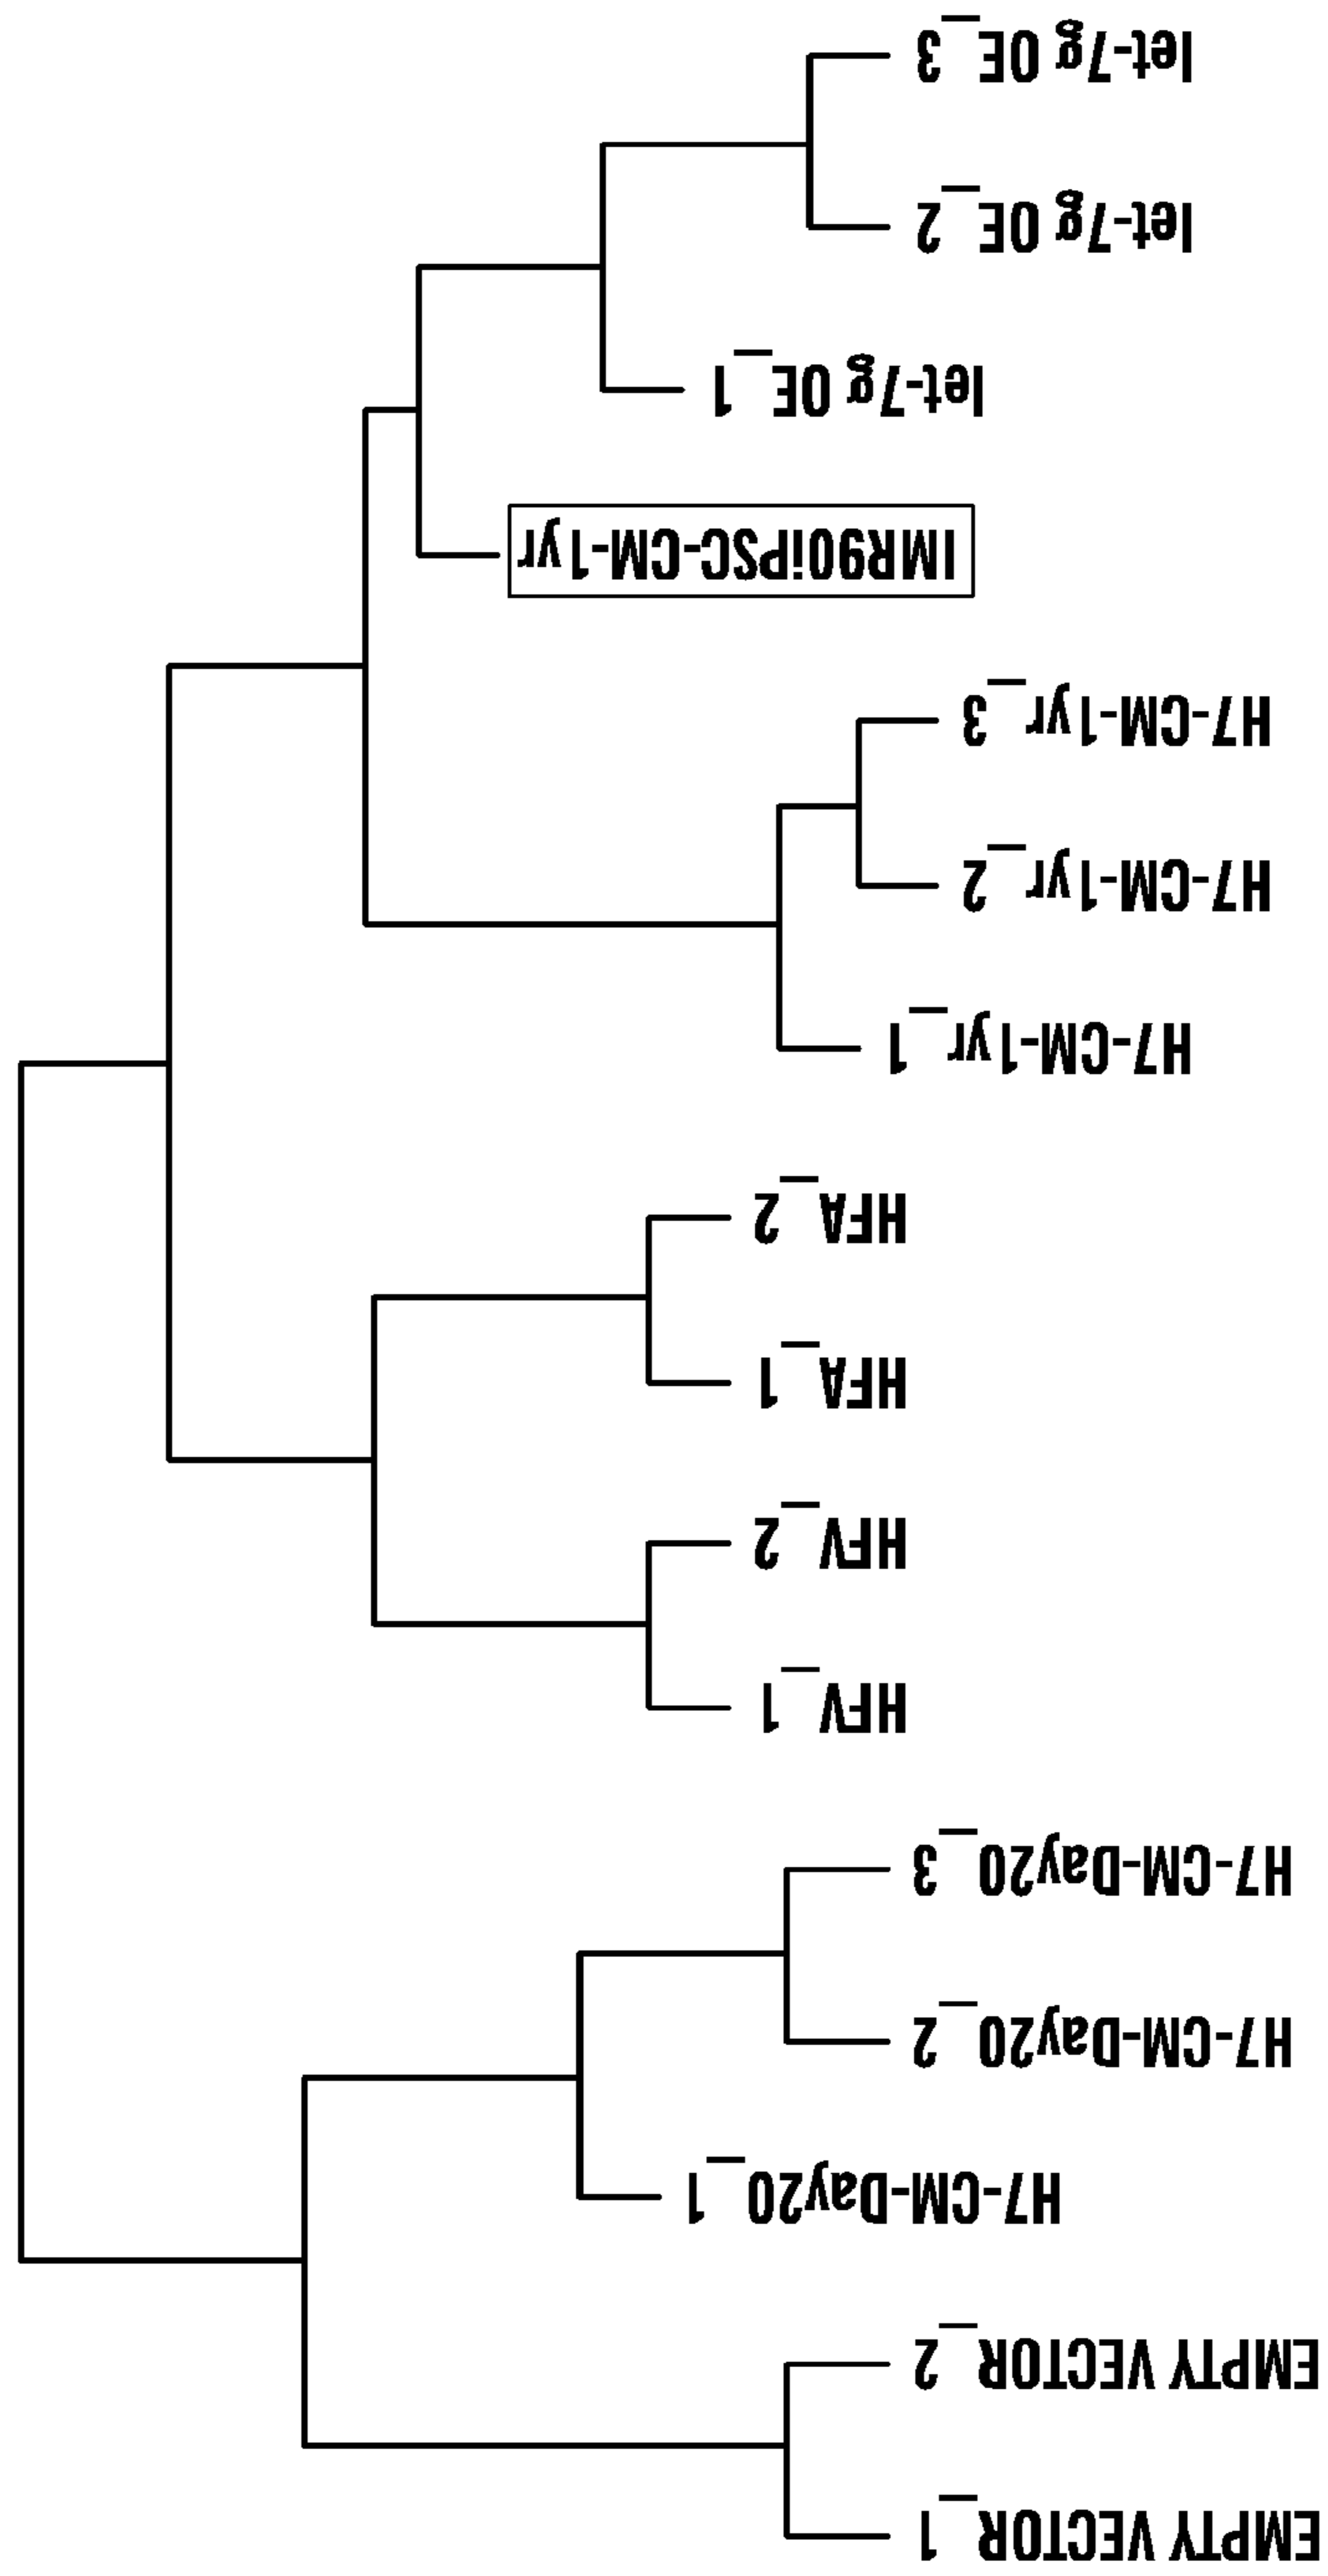 EMPTY VECTOR_1
EMPTY VECTOR_2
H7-CM-Day20_1
H7-CM-Day20_2
H7-CM-Day20_3
HFV_1
HFV_2
HFA_1
HFA_2
H7-CM-1yr_1
H7-CM-1yr_2
H7-CM-1yr_3
IMR90iPSC-CM-1yr
let-7g OE_1
let-7g OE_2
let-7g OE_3